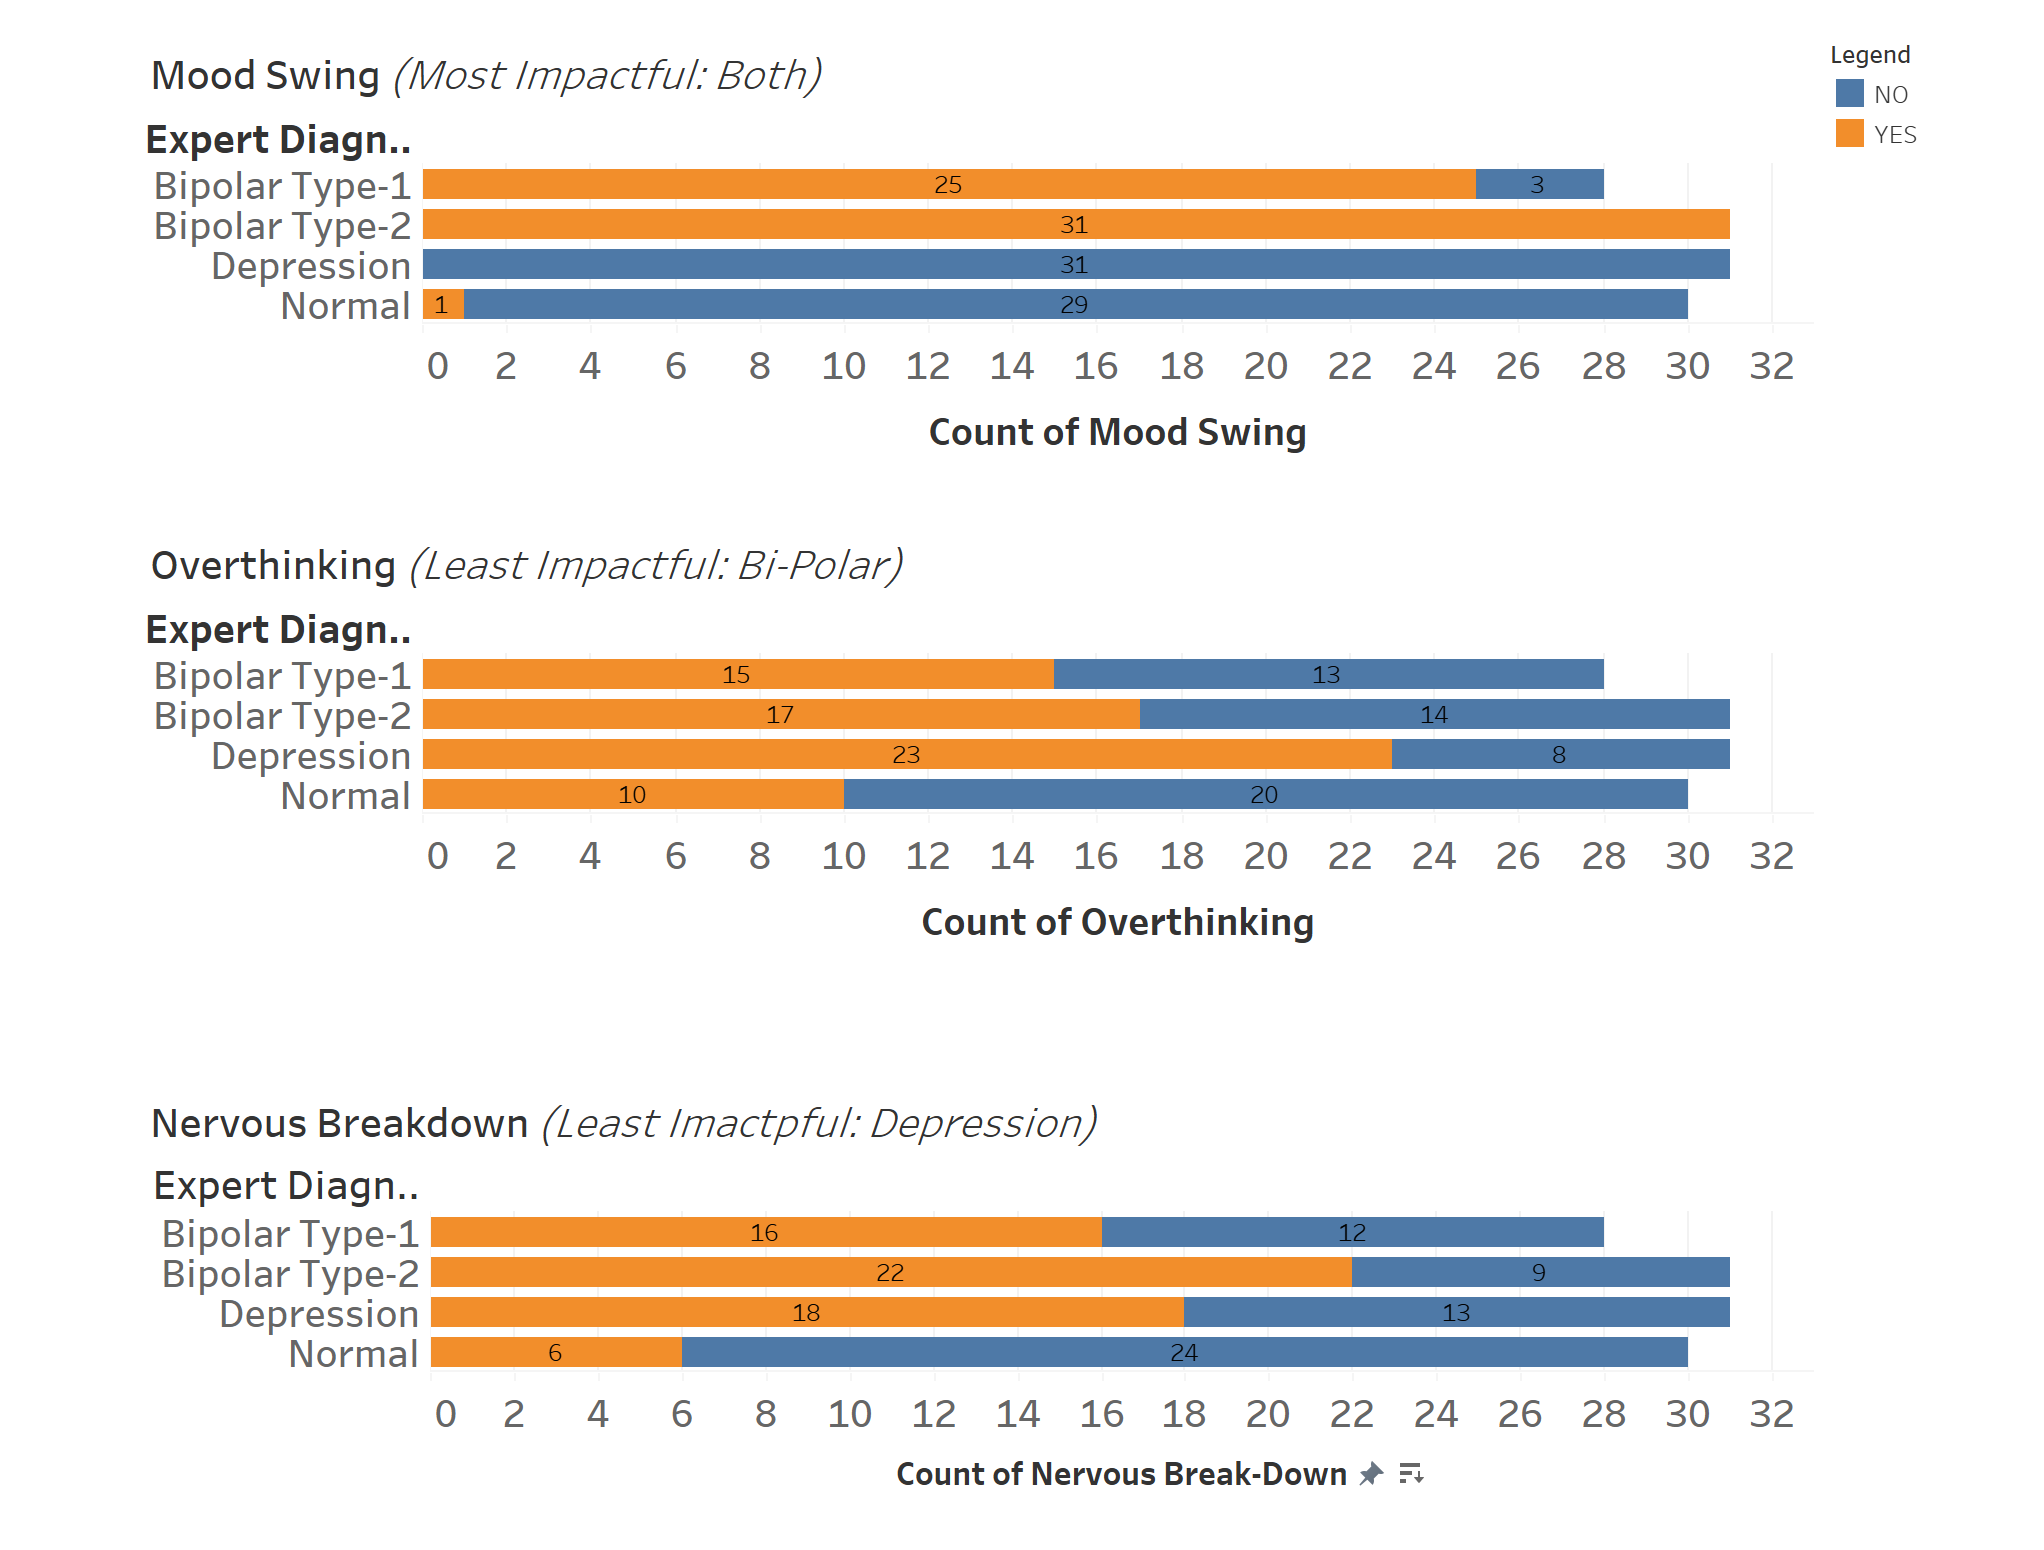 Mood Swing (Most Impactful: Both)
Legend
NO
YES
Expert Diagn..
Bipolar Type-1 25 3
Bipolar Type-2 31
Depression 31
Normal 1 29
0 2 4 6 8 10 12 14 16 18 20 22 24 26 28 30 32
Count of Mood Swing
Overthinking (Least Impactful: Bi-Polar)
Expert Diagn..
Bipolar Type-1 15 13
Bipolar Type-2 17 14
Depression 23 8
Normal 10 20
0 2 4 6 8 10 12 14 16 18 20 22 24 26 28 30 32
Count of Overthinking
Nervous Breakdown (Least Imactpful: Depression)
Expert Diagn..
Bipolar Type-1 16 12
Bipolar Type-2 22 9
Depression 18 13
Normal 6 24
0 2 4 6 8 10 12 14 16 18 20 22 24 26 28 30 32
Count of Nervous Break-Down